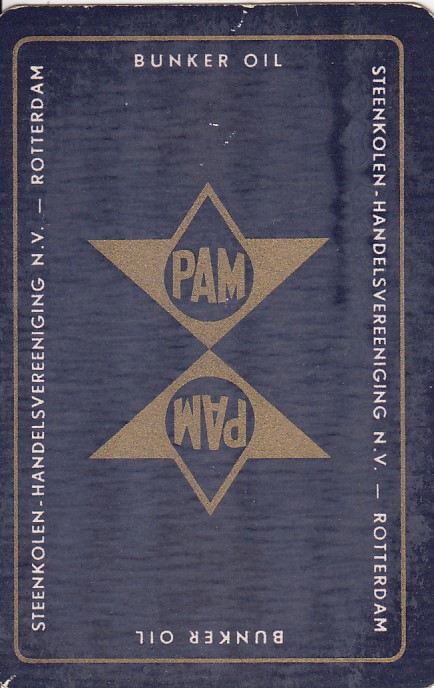 BUNKER OIL
STEENKOLEN-HANDELSVEREENIGING N.V. — ROTTERDAM
STEENKOLEN-HANDELSVEREENIGING N.V. — ROTTERDAM
PAM
PAM
BUNKER OIL